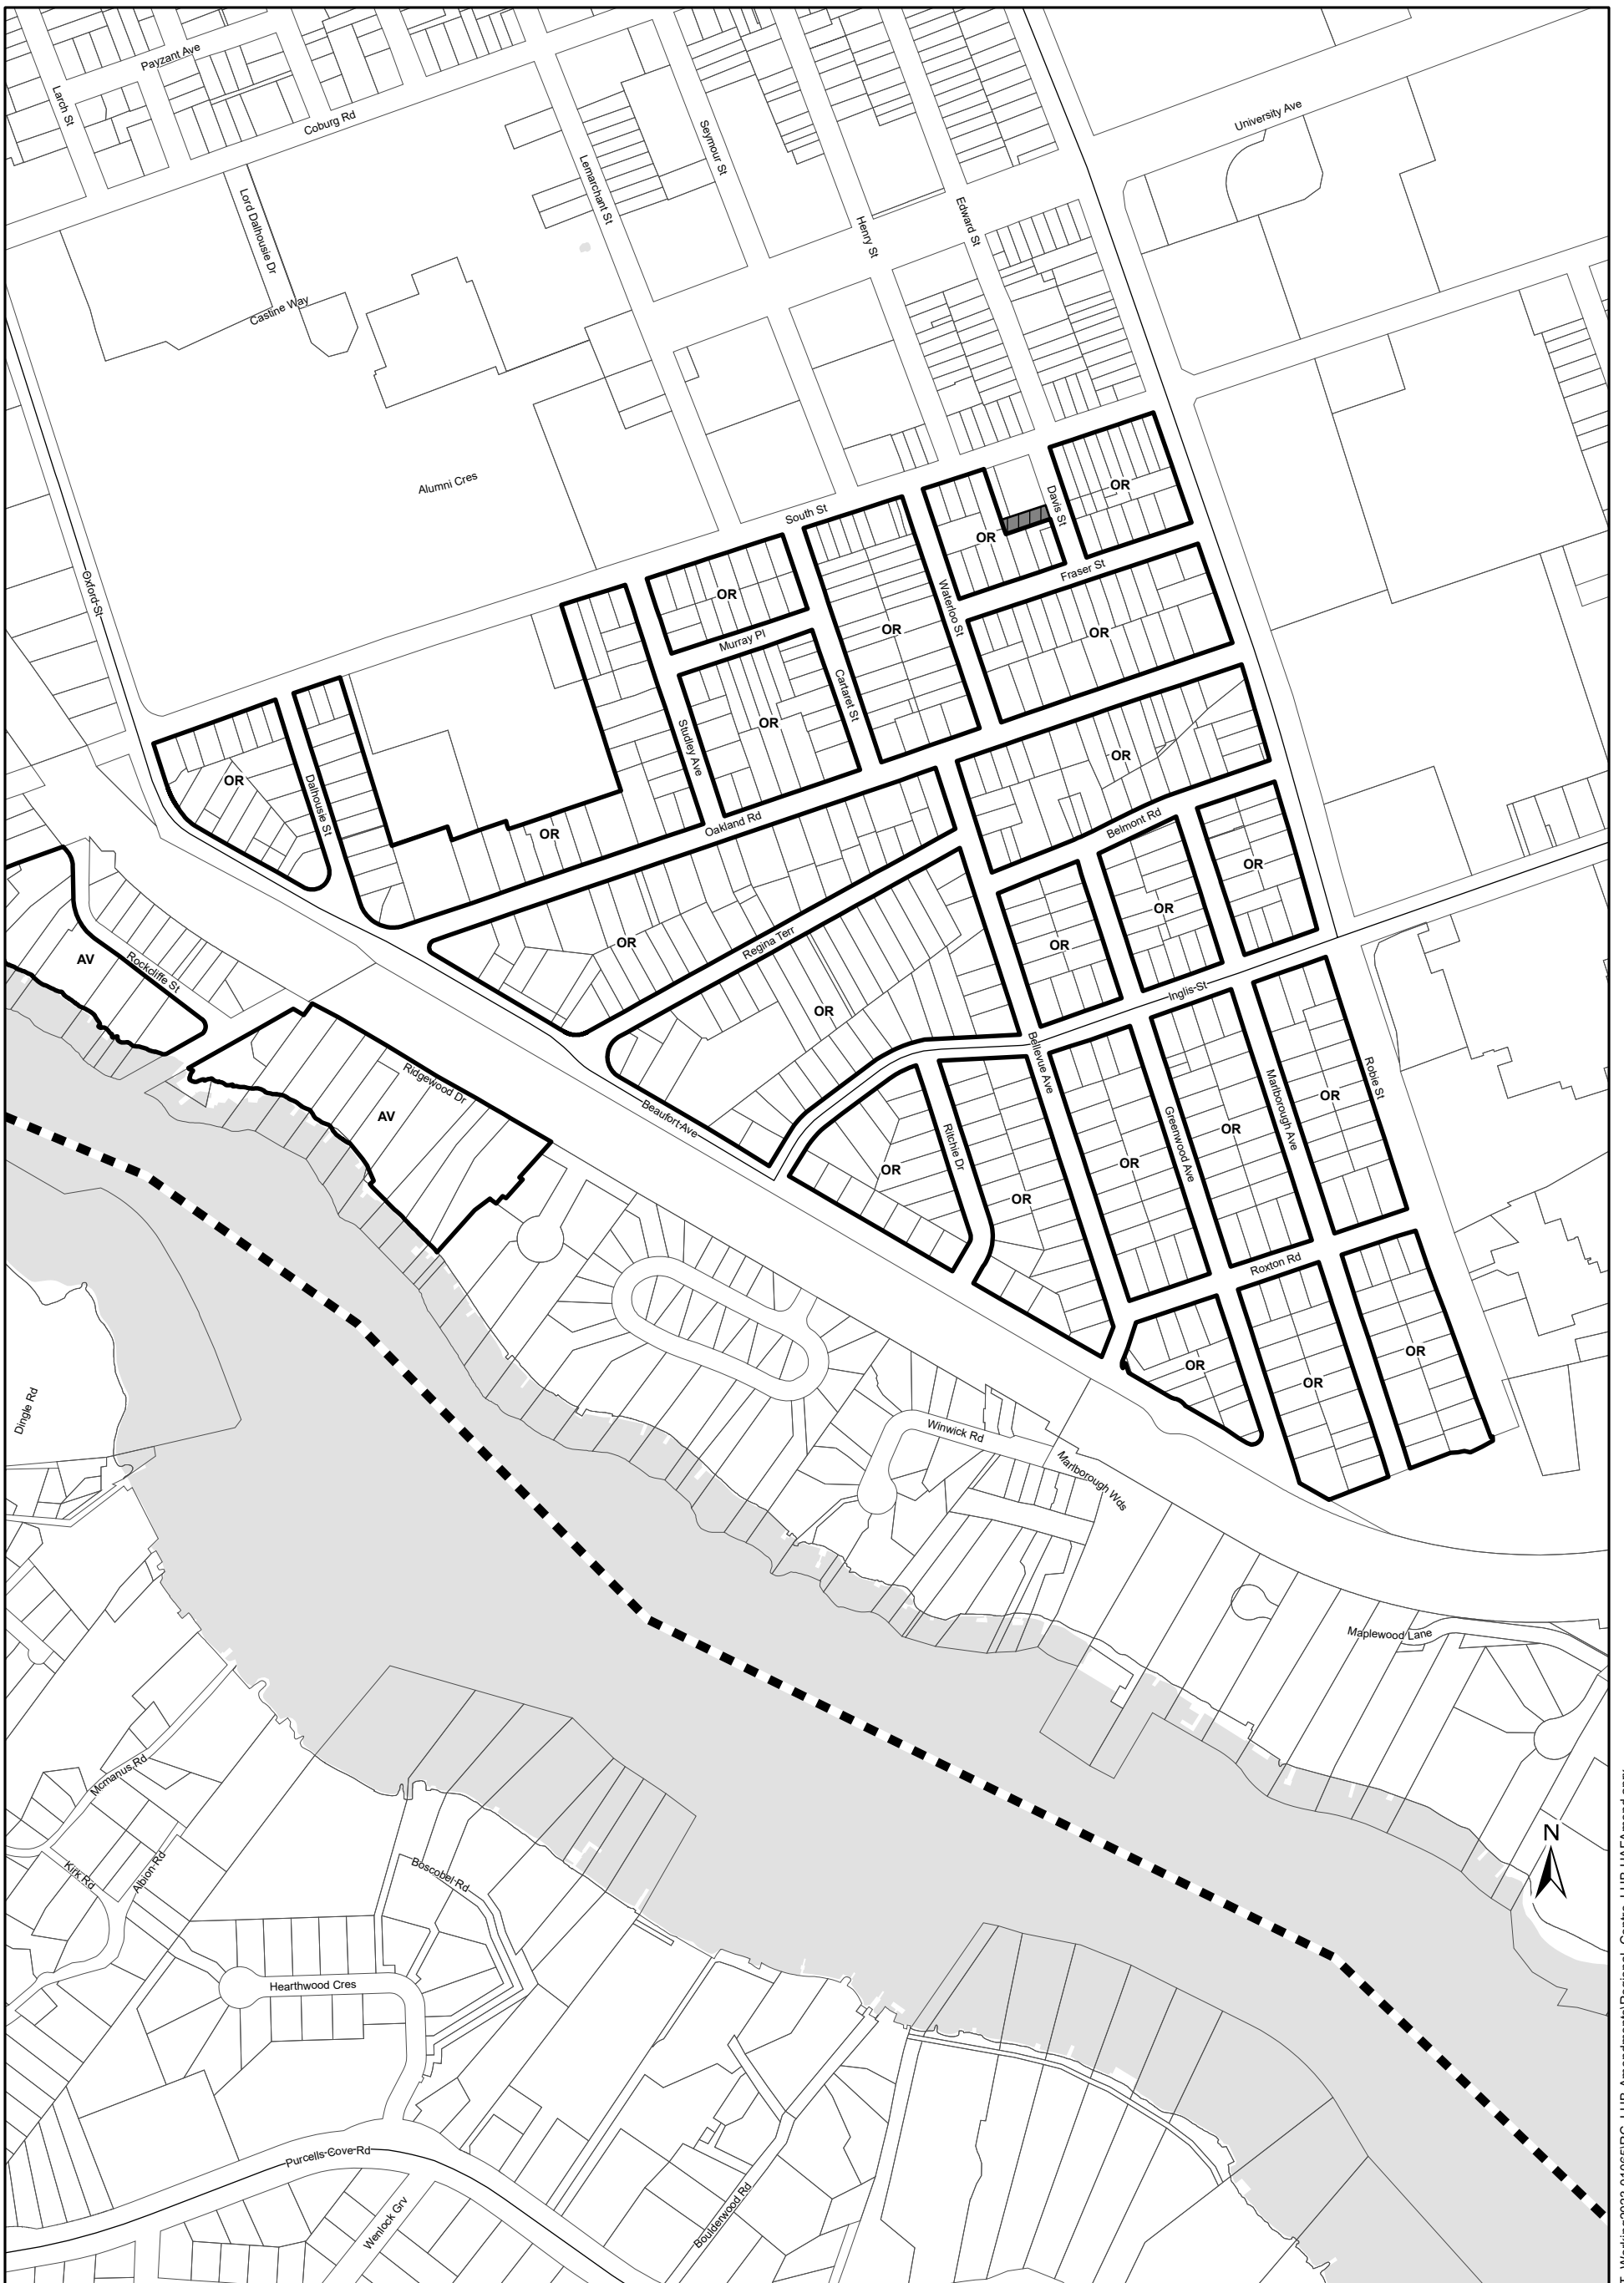 Payzant Ave
Larch St
Coburg Rd
University Ave
Seymour St
Lemarchant St
Lord Dalhousie Dr
Henry St
Edward St
Castine Way
Alumni Cres
South St
Davis St
OR
OR
Fraser St
Oxford St
OR
Waterloo St
OR
OR
Murray Pl
Cartaret St
OR
Studley Ave
OR
OR
Dalhousie St
Oakland Rd
OR
Belmont Rd
OR
OR
OR
OR
Regina Terr
AV
Rockcliffe St
Inglis St
OR
Bellevue Ave
Ridgewood Dr
Robie St
OR
Marlborough Ave
AV
Beaufort Ave
OR
Greenwood Ave
Ritchie Dr
OR
OR
OR
Roxton Rd
OR
OR
OR
Dingle Rd
Winwick Rd
Marlborough Wds
Maplewood Lane
Mcmanus Rd
N
Kirk Rd
Albion Rd
Boscobel Rd
Hearthwood Cres
Purcells Cove Rd
Wenlock Grv
Boulderwood Rd